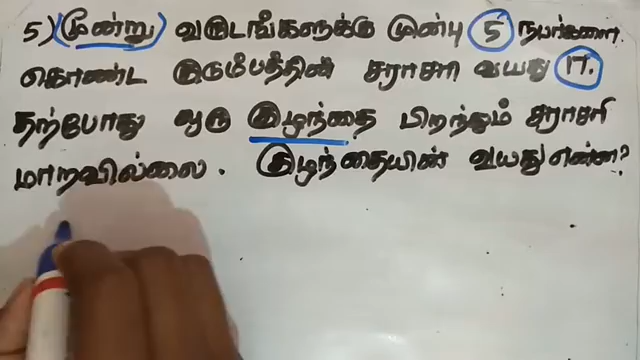 5) (மூன்று) வருடங்களுக்கு முன்பு 5 நபர்களை
கொண்ட குடும்பத்தின் சராசரி வயது 17.
தற்போது ஒரு குழந்தை பிறந்தும் சராசரி
மாறவில்லை. குழந்தையின் வயது என்ன?